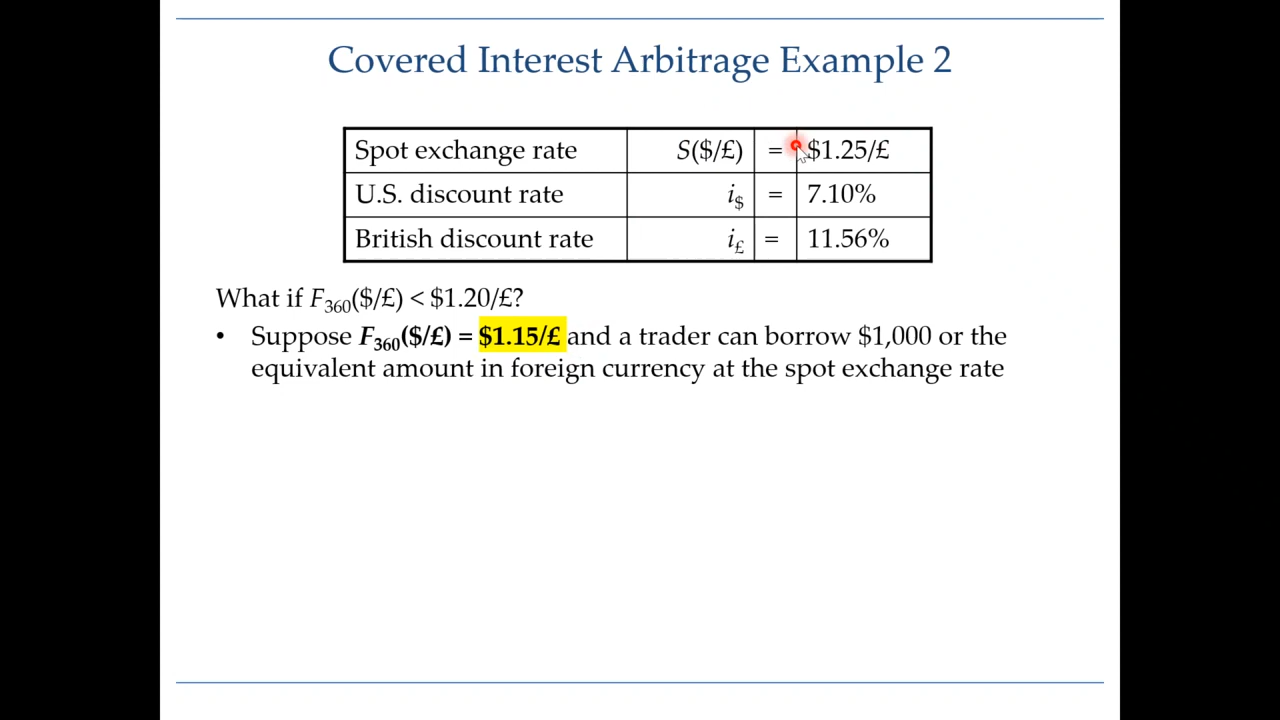 Covered Interest Arbitrage Example 2
Spot exchange rate S($/£) = $1.25/£
U.S. discount rate i$ = 7.10%
British discount rate i£ = 11.56%
What if F360($/£) < $1.20/£?
• Suppose F360($/£) = $1.15/£ and a trader can borrow $1,000 or the
equivalent amount in foreign currency at the spot exchange rate